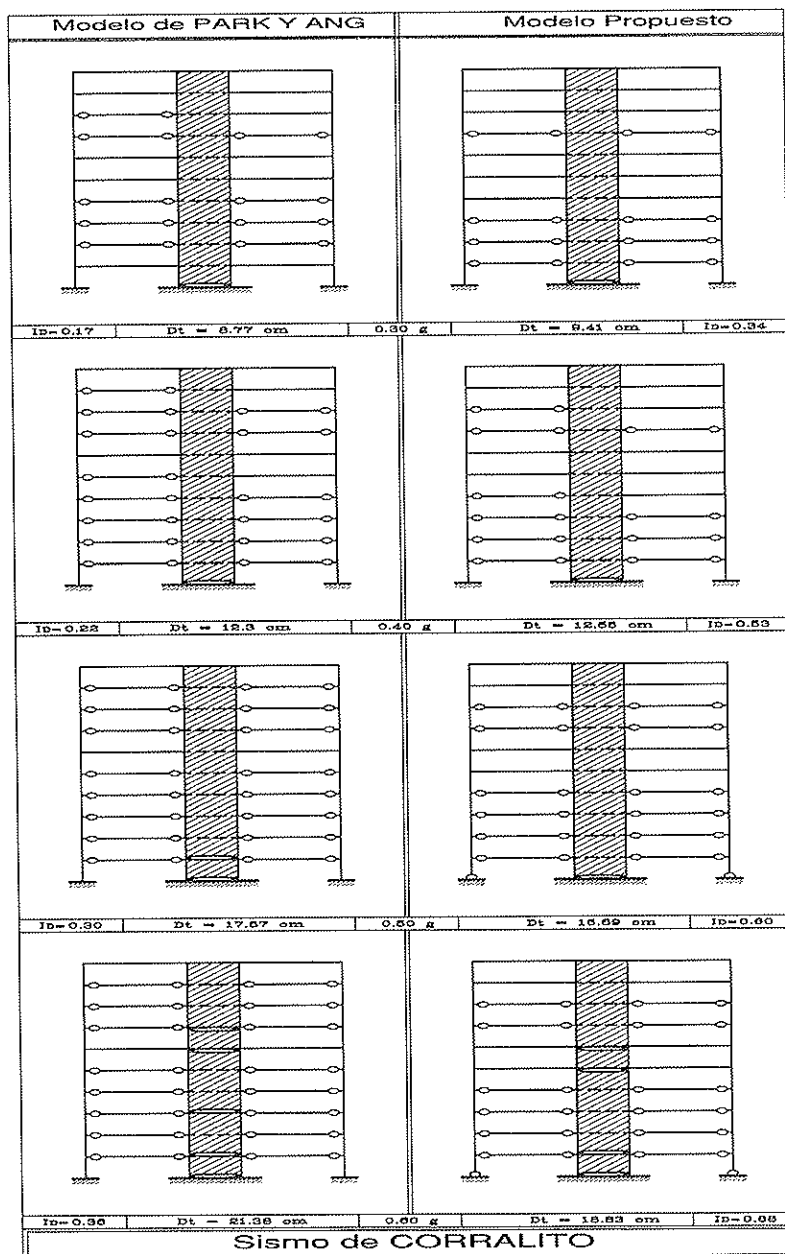 Modelo de PARK Y ANG Modelo Propuesto
ID=0.17 Dt = 8.77 cm 0.30 g Dt = 9.41 cm ID=0.34
ID=0.22 Dt = 12.3 cm 0.40 g Dt = 12.55 cm ID=0.53
ID=0.30 Dt = 17.57 cm 0.50 g Dt = 15.69 cm ID=0.60
ID=0.36 Dt = 21.38 cm 0.60 g Dt = 18.83 cm
Sismo de CORRALITO